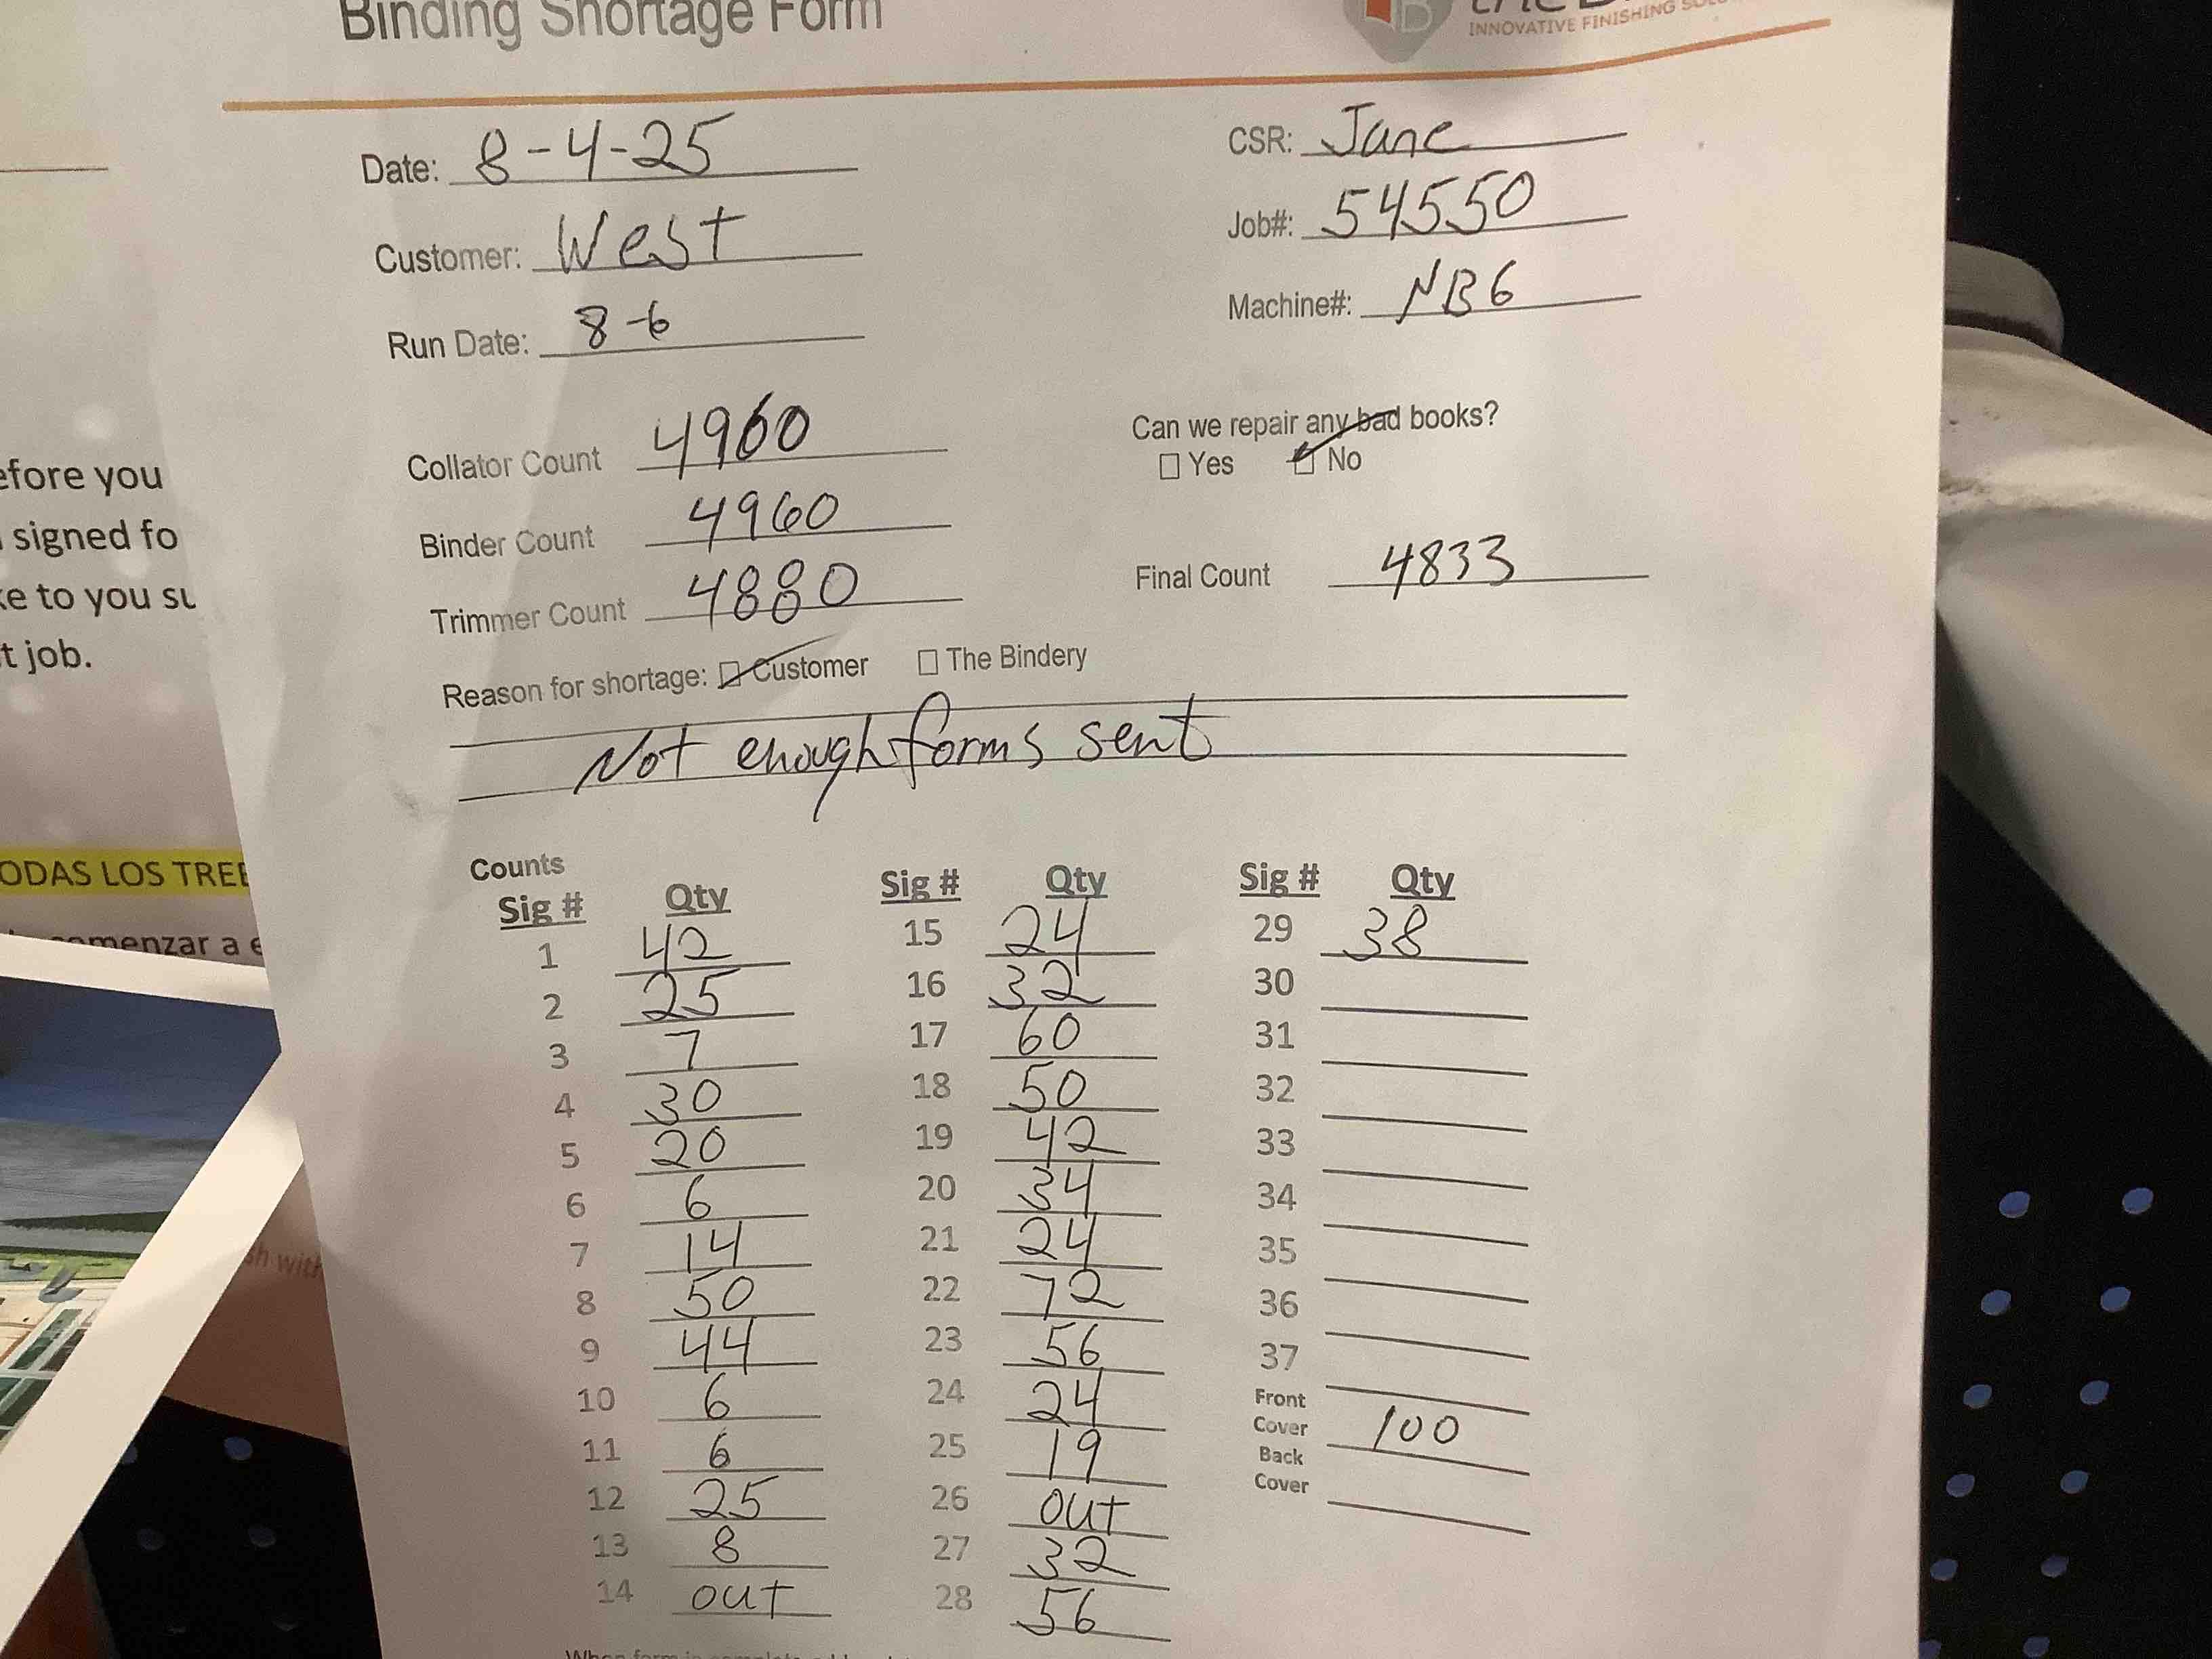 Binding Shortage Form
INNOVATIVE FINISHING
Date: 8-4-25
CSR: Jane
Customer: West
Job#: 54550
Run Date: 8-6
Machine#: NB6
Collator Count 4960
Can we repair any bad books?
Yes No
Binder Count 4960
Final Count 4833
Trimmer Count 4880
Reason for shortage: Customer The Bindery
Not enough forms sent
Counts
Sig # Qty Sig # Qty Sig # Qty
1 42 15 24 29 38
2 25 16 32 30
3 7 17 60 31
4 30 18 50 32
5 20 19 42 33
6 6 20 34 34
7 14 21 24 35
8 50 22 72 36
9 44 23 56 37
10 6 24 24 Front Cover 100
11 6 25 19 Back Cover
12 25 26 out
13 8 27 32
14 out 28 56
efore you
signed fo
e to you su
t job.
ODAS LOS TREE
comenzar a e
sh with